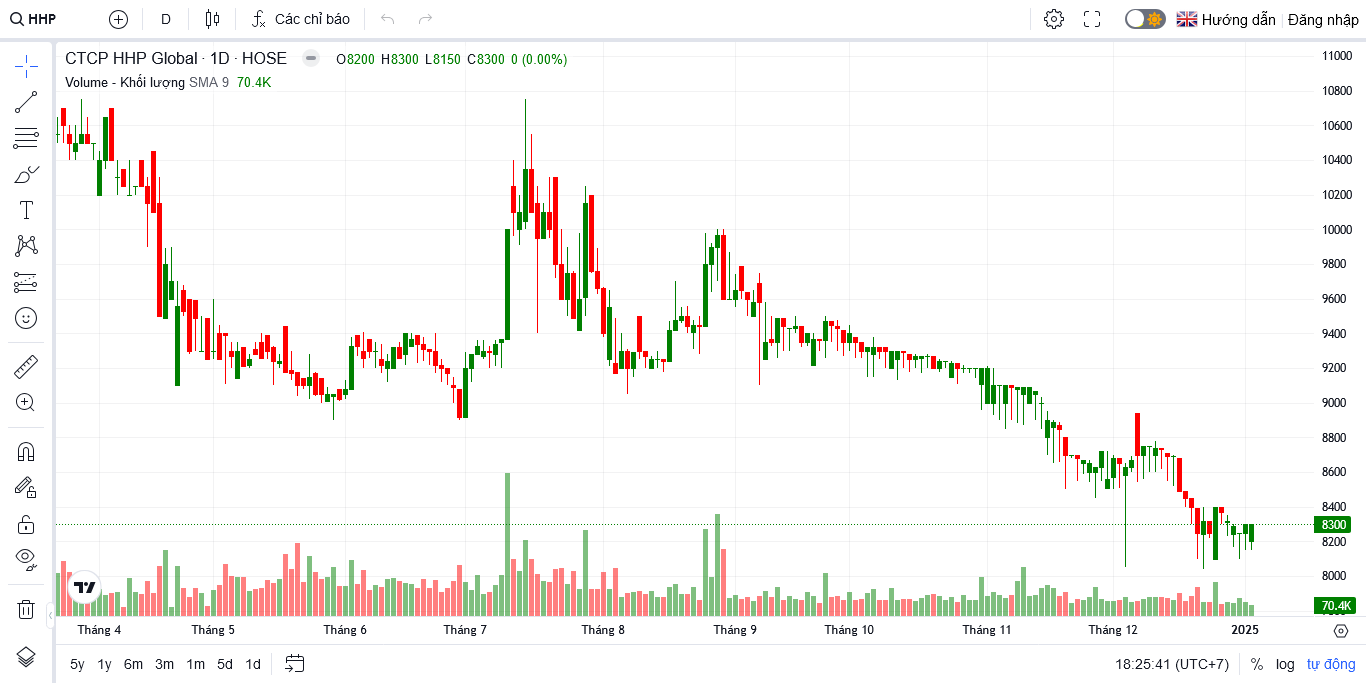 HHP D Các chỉ báo Hướng dẫn Đăng nhập
CTCP HHP Global · 1D · HOSE O8200 H8300 L8150 C8300 0 (0.00%)
Volume - Khối lượng SMA 9 70.4K
11000
10800
10600
10400
10200
10000
9800
9600
9400
9200
9000
8800
8600
8400
8300
8200
8000
70.4K
Tháng 4 Tháng 5 Tháng 6 Tháng 7 Tháng 8 Tháng 9 Tháng 10 Tháng 11 Tháng 12 2025
5y 1y 6m 3m 1m 5d 1d 18:25:41 (UTC+7) % log tự động